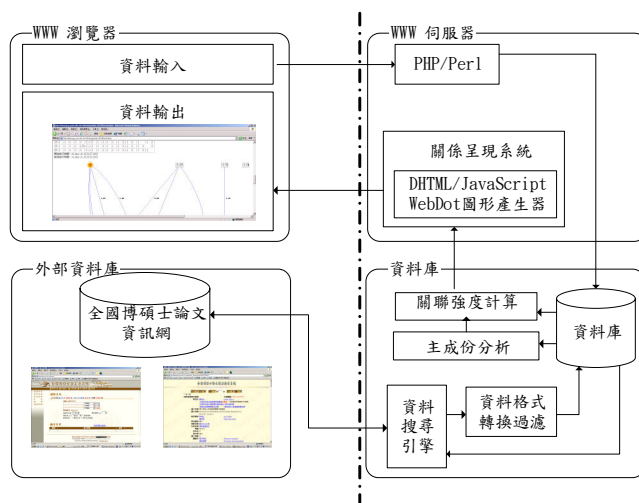 WWW 瀏覽器
資料輸入
資料輸出
WWW 伺服器
PHP/Perl
關係呈現系統
DHTML/JavaScript
WebDot圖形產生器
外部資料庫
全國博碩士論文
資訊網
資料庫
關聯強度計算
主成份分析
資料庫
資料
搜尋
引擎
資料格式
轉換過濾